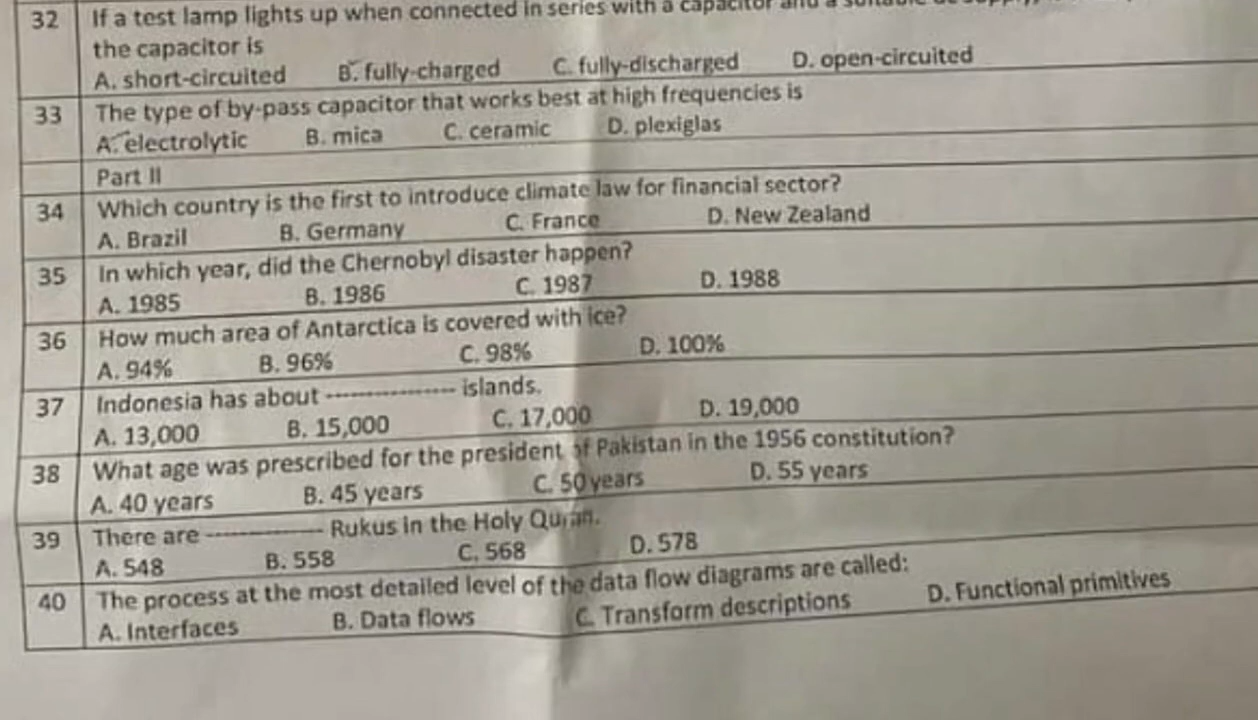 32 If a test lamp lights up when connected in series with a capacitor and a
the capacitor is
A. short-circuited B. fully-charged C. fully-discharged D. open-circuited
33 The type of by-pass capacitor that works best at high frequencies is
A. electrolytic B. mica C. ceramic D. plexiglas
Part II
34 Which country is the first to introduce climate law for financial sector?
A. Brazil B. Germany C. France D. New Zealand
35 In which year, did the Chernobyl disaster happen?
A. 1985 B. 1986 C. 1987 D. 1988
36 How much area of Antarctica is covered with ice?
A. 94% B. 96% C. 98% D. 100%
37 Indonesia has about ---------------- islands.
A. 13,000 B. 15,000 C. 17,000 D. 19,000
38 What age was prescribed for the president of Pakistan in the 1956 constitution?
A. 40 years B. 45 years C. 50 years D. 55 years
39 There are -------------- Rukus in the Holy Quran.
A. 548 B. 558 C. 568 D. 578
40 The process at the most detailed level of the data flow diagrams are called:
A. Interfaces B. Data flows C. Transform descriptions D. Functional primitives